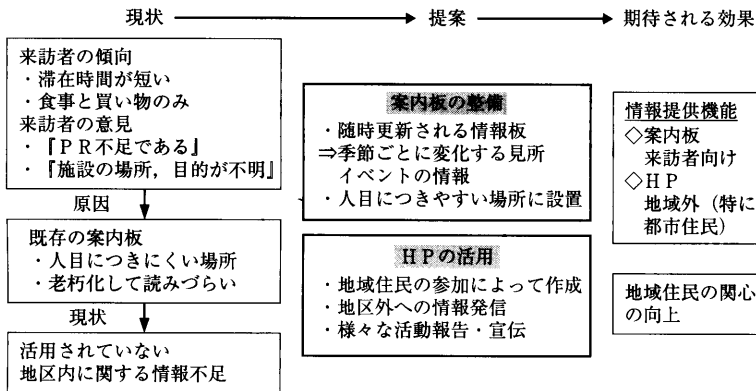 現状 提案 期待される効果
来訪者の傾向
・滞在時間が短い
・食事と買い物のみ
来訪者の意見
・『PR不足である』
・『施設の場所，目的が不明』
原因
既存の案内板
・人目につきにくい場所
・老朽化して読みづらい
現状
活用されていない
地区内に関する情報不足
案内板の整備
・随時更新される情報板
⇒季節ごとに変化する見所
イベントの情報
・人目につきやすい場所に設置
HPの活用
・地域住民の参加によって作成
・地区外への情報発信
・様々な活動報告・宣伝
情報提供機能
◇案内板
来訪者向け
◇HP
地域外（特に
都市住民）
地域住民の関心
の向上